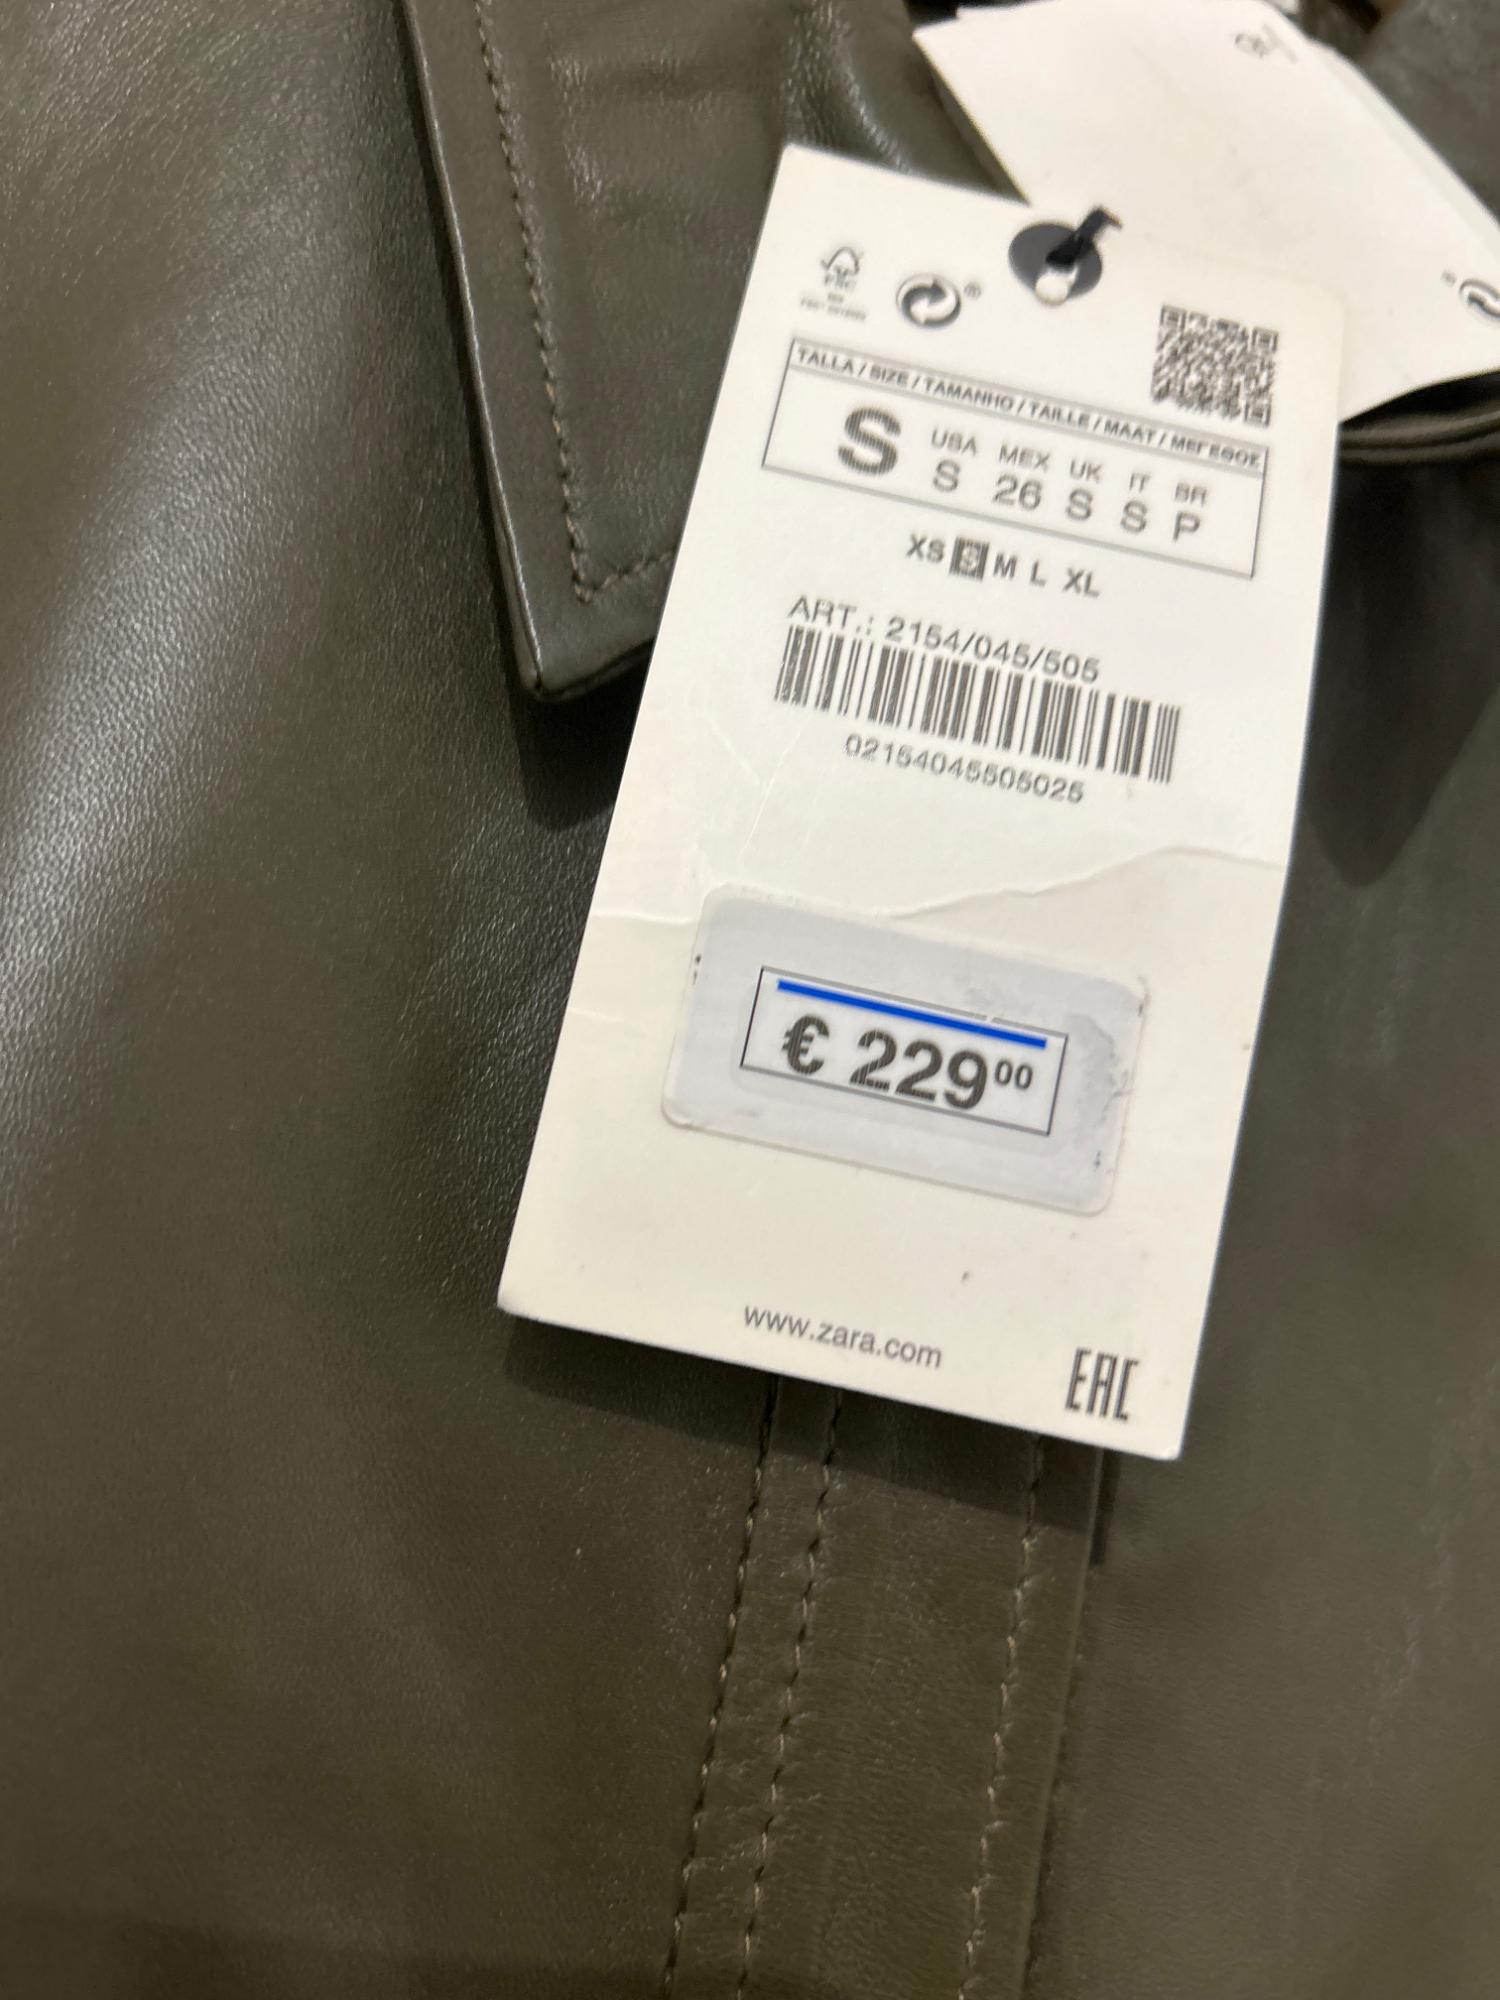 TALLA / SIZE / TAMANHO / TAILLE / MAAT / ΜΕΓΕΘΟΣ
S
USA MEX UK IT BR
S 26 S S P
XS S M L XL
ART.: 2154/045/505
02154045505025
€ 229⁰⁰
www.zara.com
EAC